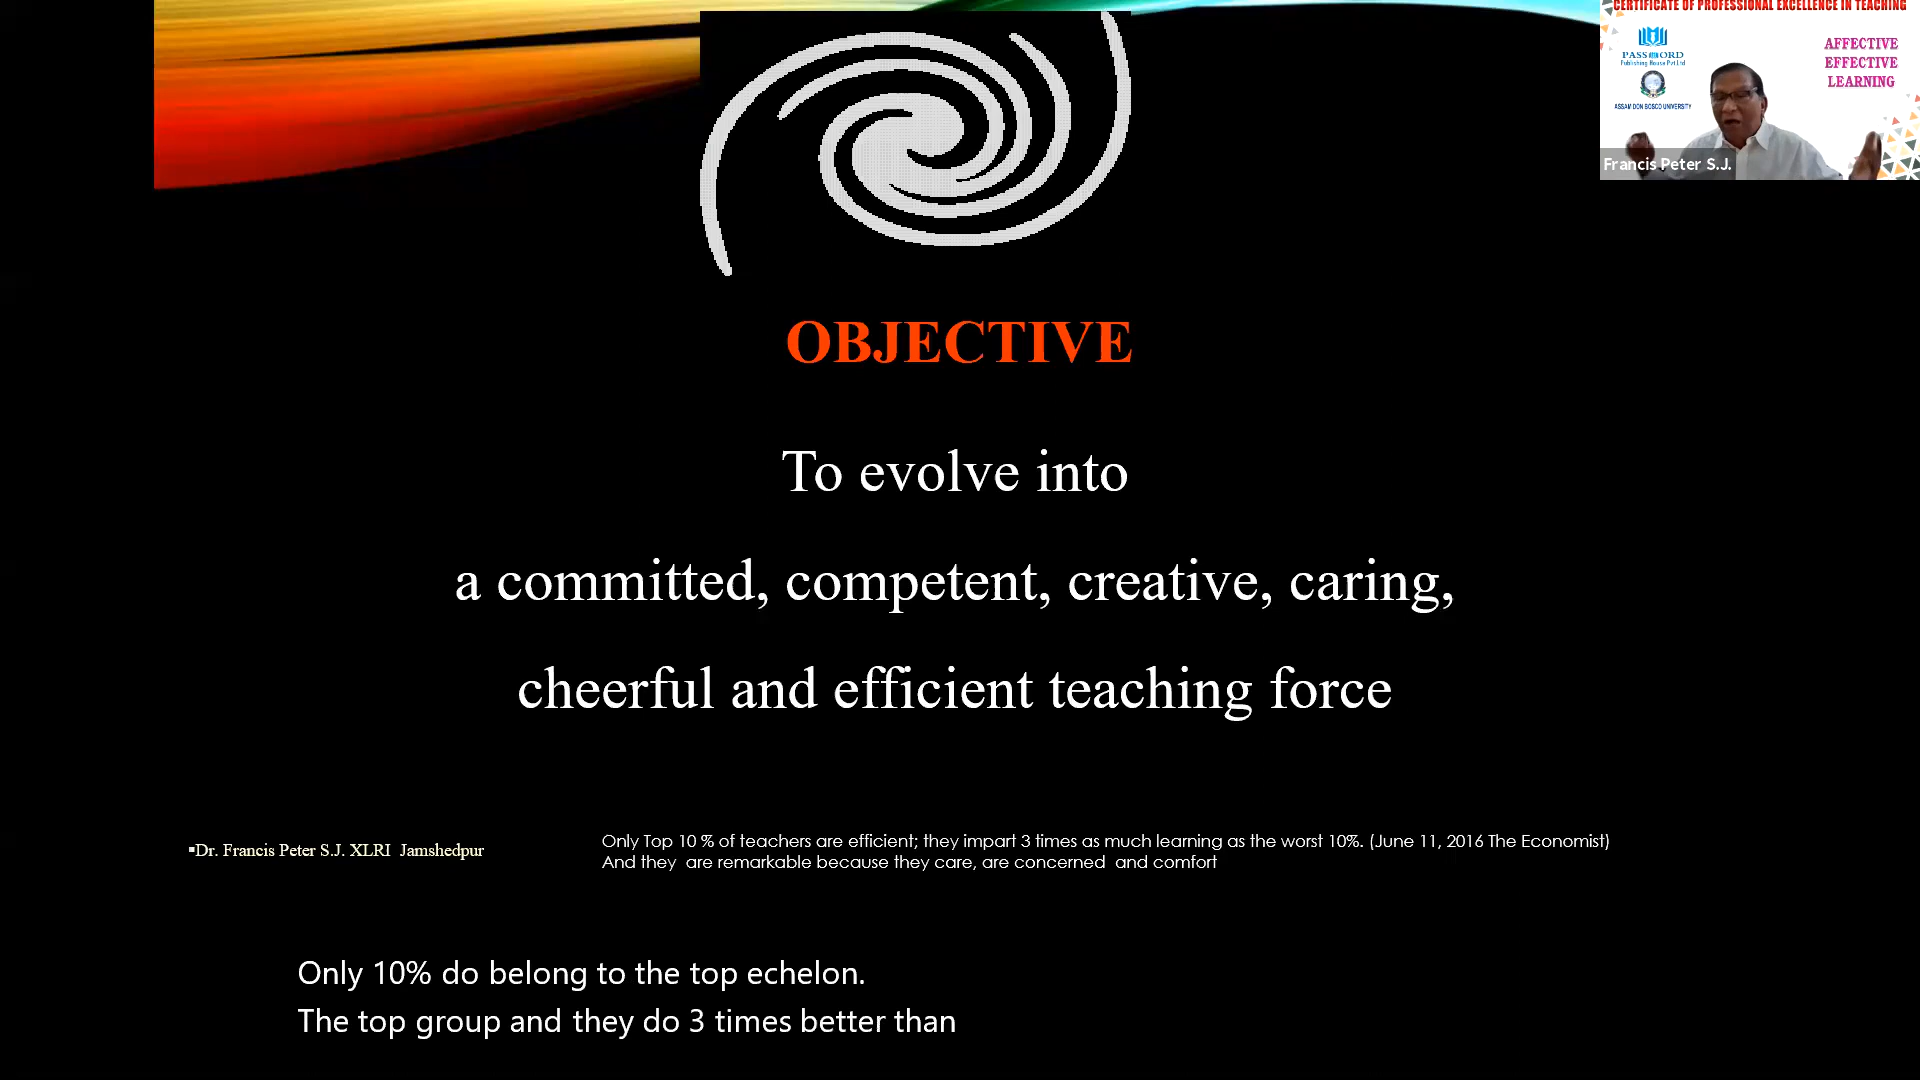 CERTIFICATE OF PROFESSIONAL EXCELLENCE IN TEACHING
PASSWORD
Publishing House Pvt Ltd
ASSAM DON BOSCO UNIVERSITY
AFFECTIVE
EFFECTIVE
LEARNING
Francis Peter S.J.
OBJECTIVE
To evolve into
a committed, competent, creative, caring,
cheerful and efficient teaching force
▪Dr. Francis Peter S.J. XLRI Jamshedpur
Only Top 10 % of teachers are efficient; they impart 3 times as much learning as the worst 10%. (June 11, 2016 The Economist)
And they are remarkable because they care, are concerned and comfort
Only 10% do belong to the top echelon.
The top group and they do 3 times better than